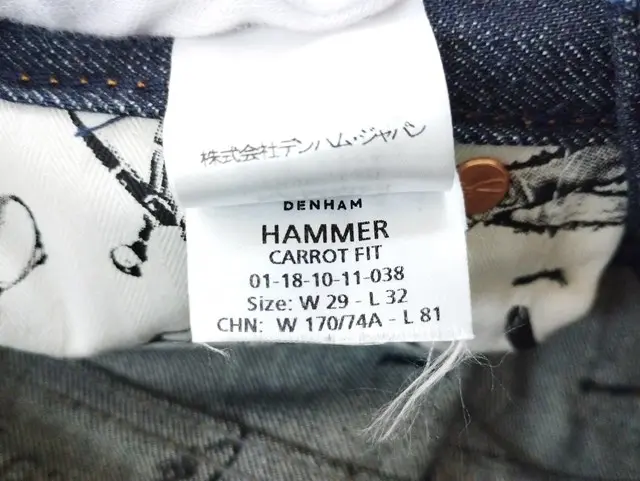 株式会社デンハム・ジャパン
DENHAM
HAMMER
CARROT FIT
01-18-10-11-038
Size: W 29 - L 32
CHN: W 170/74A - L 81